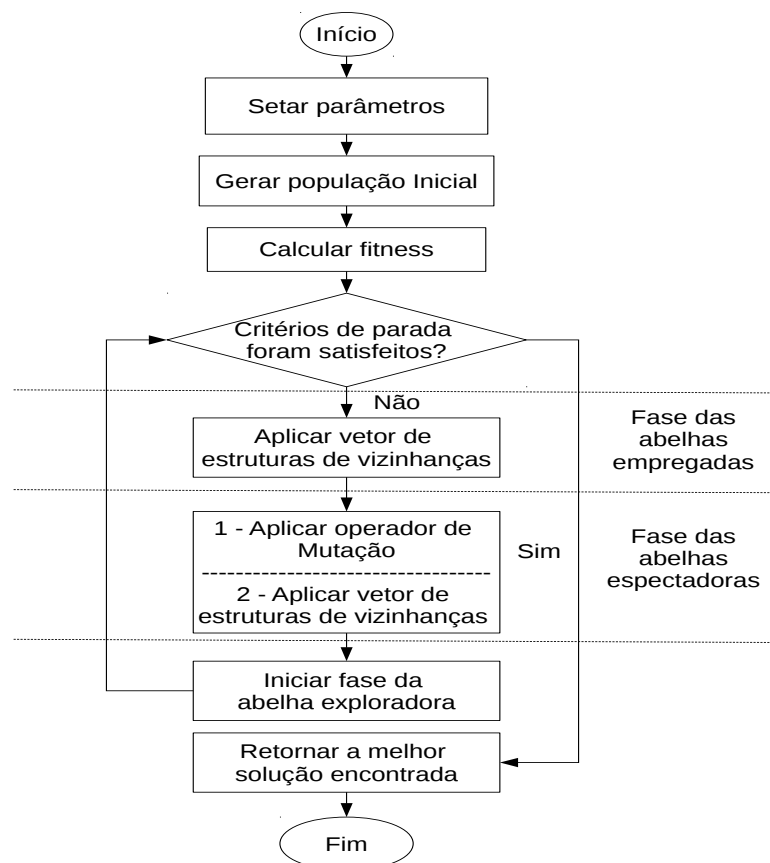 Início
Setar parâmetros
Gerar população Inicial
Calcular fitness
Critérios de parada
foram satisfeitos?
Não
Aplicar vetor de
estruturas de vizinhanças
Fase das
abelhas
empregadas
1 - Aplicar operador de
Mutação
2 - Aplicar vetor de
estruturas de vizinhanças
Sim
Fase das
abelhas
espectadoras
Iniciar fase da
abelha exploradora
Retornar a melhor
solução encontrada
Fim